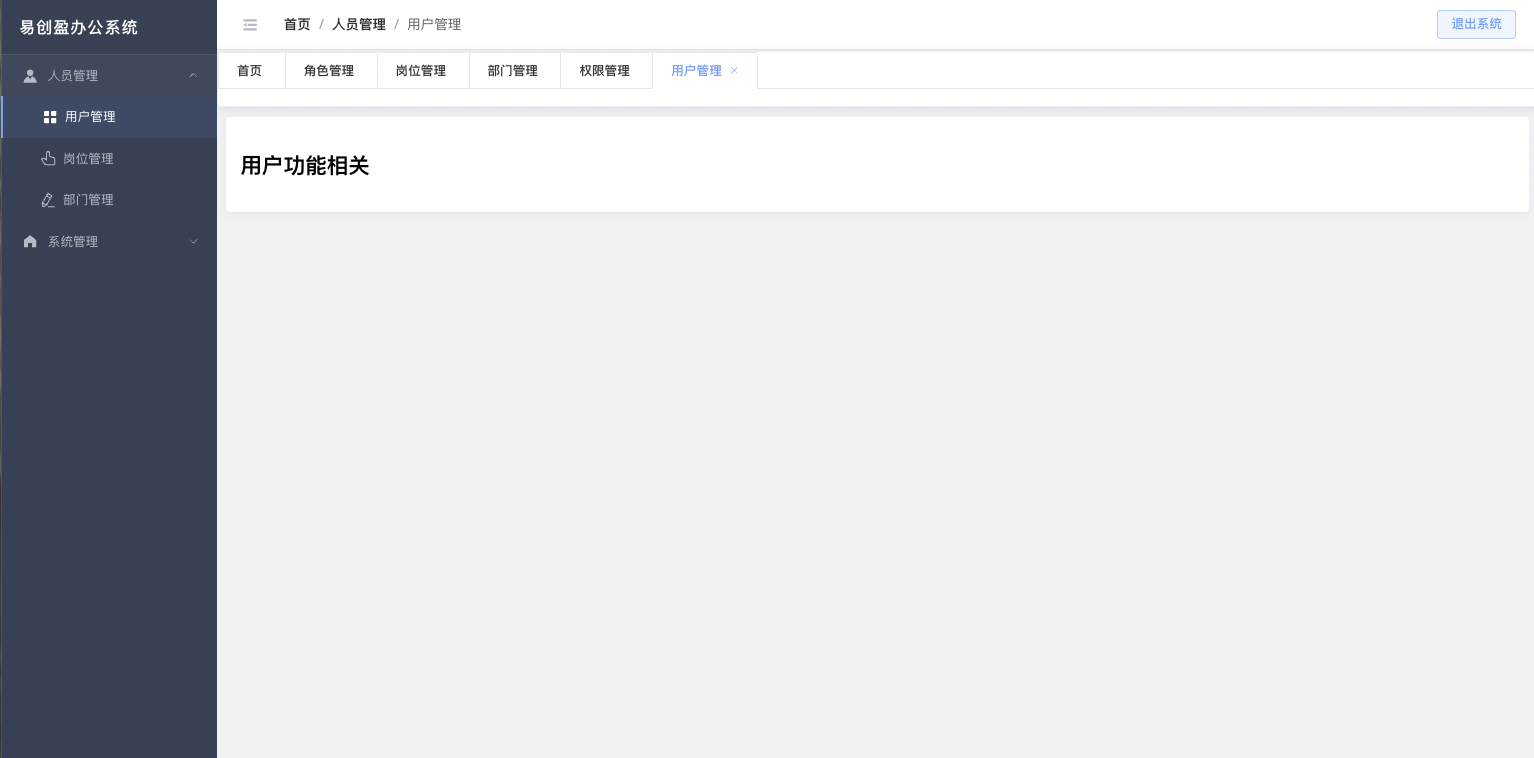 易创盈办公系统
人员管理
用户管理
岗位管理
部门管理
系统管理
首页 / 人员管理 / 用户管理
退出系统
首页 角色管理 岗位管理 部门管理 权限管理 用户管理
用户功能相关